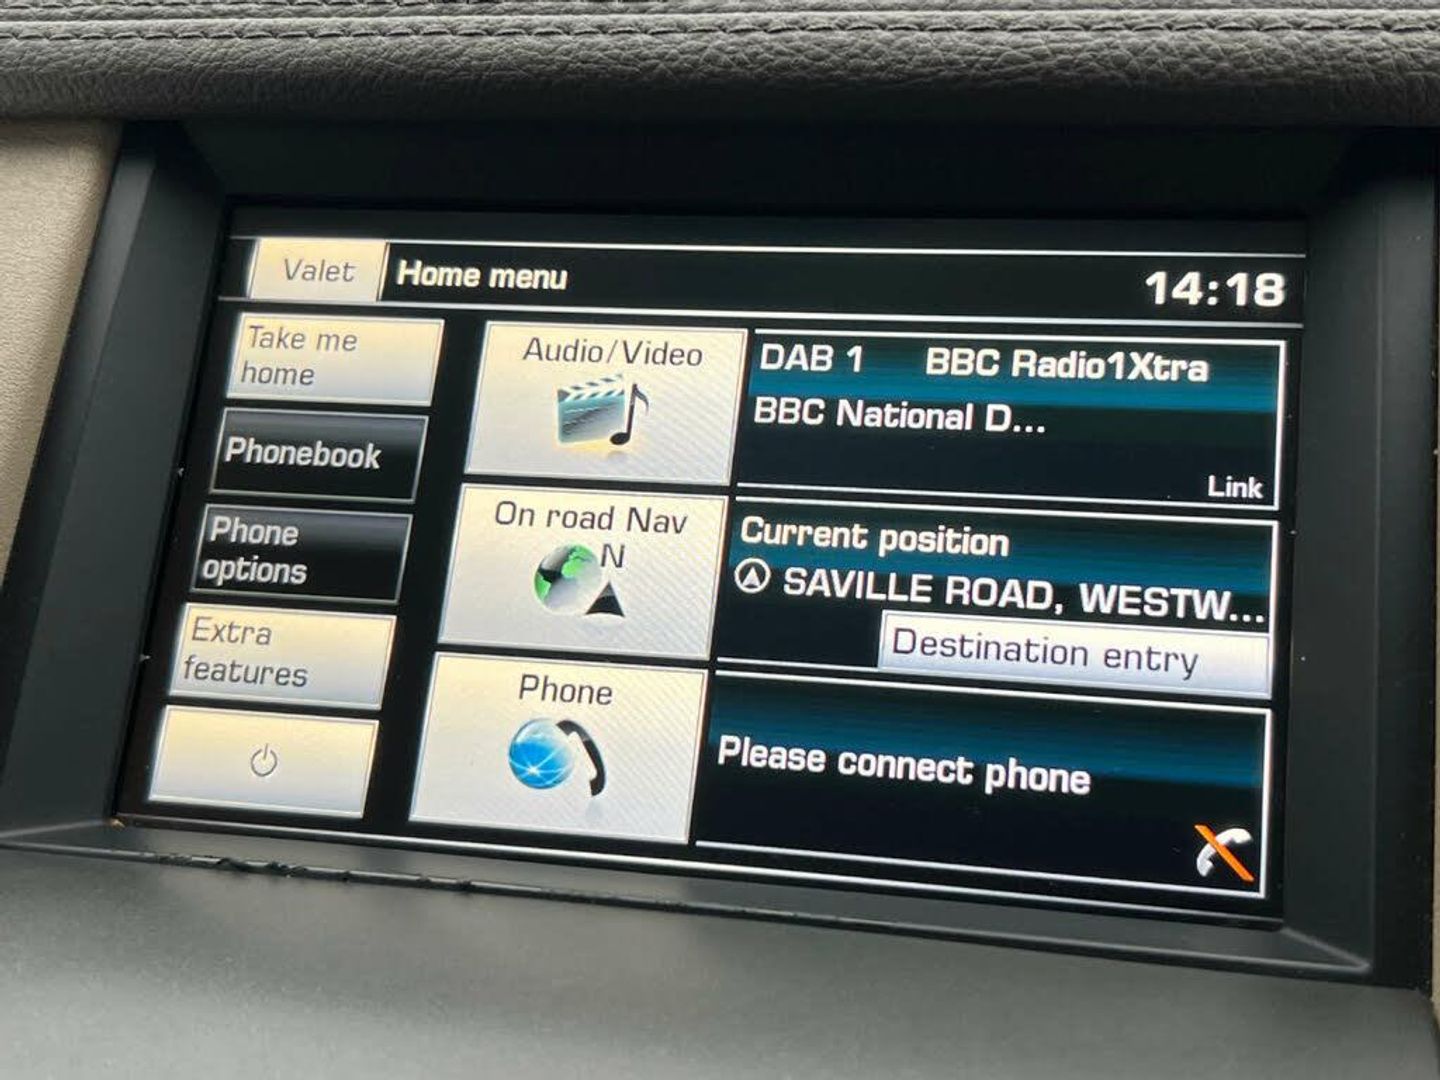 Valet
Home menu
14:18
Take me
home
Phonebook
Phone
options
Extra
features
Audio/Video
DAB 1 BBC Radio1Xtra
BBC National D...
Link
On road Nav
N
Current position
SAVILLE ROAD, WESTW...
Destination entry
Phone
Please connect phone